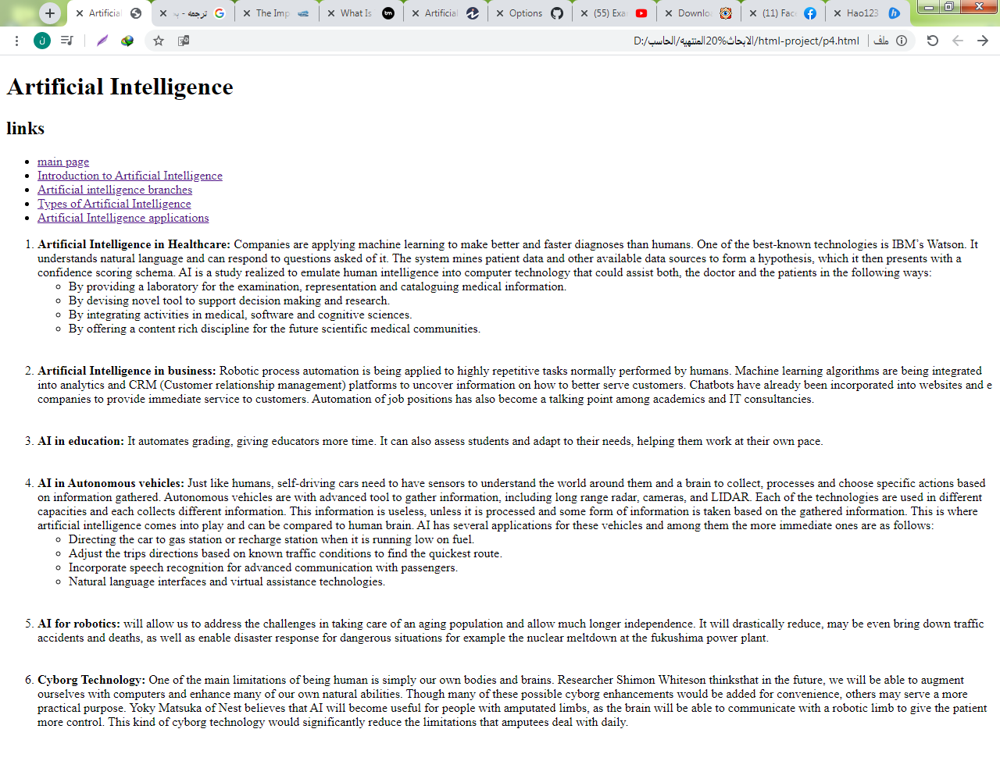 Artificial
ترجمه - بـ
The Imp
What Is
Artificial
Options
(55) Exa
Downlo
(11) Fac
Hao123
D:/الابحاث%20المنتهيه/الحاسب/html-project/p4.html
ملف
Artificial Intelligence
links
main page
Introduction to Artificial Intelligence
Artificial intelligence branches
Types of Artificial Intelligence
Artificial Intelligence applications
1. Artificial Intelligence in Healthcare: Companies are applying machine learning to make better and faster diagnoses than humans. One of the best-known technologies is IBM’s Watson. It
understands natural language and can respond to questions asked of it. The system mines patient data and other available data sources to form a hypothesis, which it then presents with a
confidence scoring schema. AI is a study realized to emulate human intelligence into computer technology that could assist both, the doctor and the patients in the following ways:
By providing a laboratory for the examination, representation and cataloguing medical information.
By devising novel tool to support decision making and research.
By integrating activities in medical, software and cognitive sciences.
By offering a content rich discipline for the future scientific medical communities.
2. Artificial Intelligence in business: Robotic process automation is being applied to highly repetitive tasks normally performed by humans. Machine learning algorithms are being integrated
into analytics and CRM (Customer relationship management) platforms to uncover information on how to better serve customers. Chatbots have already been incorporated into websites and e
companies to provide immediate service to customers. Automation of job positions has also become a talking point among academics and IT consultancies.
3. AI in education: It automates grading, giving educators more time. It can also assess students and adapt to their needs, helping them work at their own pace.
4. AI in Autonomous vehicles: Just like humans, self-driving cars need to have sensors to understand the world around them and a brain to collect, processes and choose specific actions based
on information gathered. Autonomous vehicles are with advanced tool to gather information, including long range radar, cameras, and LIDAR. Each of the technologies are used in different
capacities and each collects different information. This information is useless, unless it is processed and some form of information is taken based on the gathered information. This is where
artificial intelligence comes into play and can be compared to human brain. AI has several applications for these vehicles and among them the more immediate ones are as follows:
Directing the car to gas station or recharge station when it is running low on fuel.
Adjust the trips directions based on known traffic conditions to find the quickest route.
Incorporate speech recognition for advanced communication with passengers.
Natural language interfaces and virtual assistance technologies.
5. AI for robotics: will allow us to address the challenges in taking care of an aging population and allow much longer independence. It will drastically reduce, may be even bring down traffic
accidents and deaths, as well as enable disaster response for dangerous situations for example the nuclear meltdown at the fukushima power plant.
6. Cyborg Technology: One of the main limitations of being human is simply our own bodies and brains. Researcher Shimon Whiteson thinksthat in the future, we will be able to augment
ourselves with computers and enhance many of our own natural abilities. Though many of these possible cyborg enhancements would be added for convenience, others may serve a more
practical purpose. Yoky Matsuka of Nest believes that AI will become useful for people with amputated limbs, as the brain will be able to communicate with a robotic limb to give the patient
more control. This kind of cyborg technology would significantly reduce the limitations that amputees deal with daily.